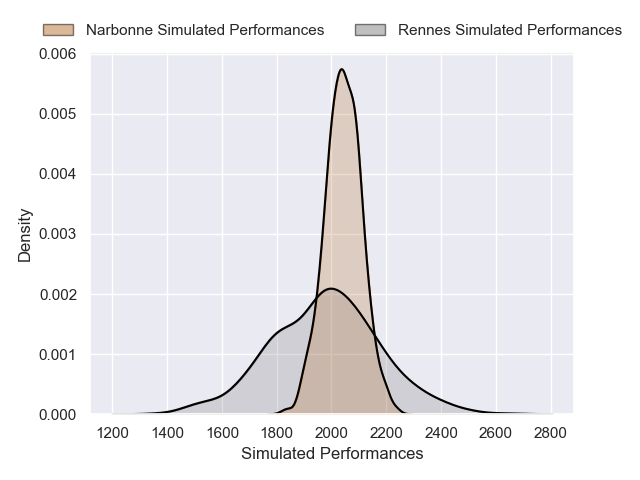 Narbonne Simulated Performances Rennes Simulated Performances
0.006
0.005
0.004
0.003
0.002
0.001
0.000
Density
1200 1400 1600 1800 2000 2200 2400 2600 2800
Simulated Performances